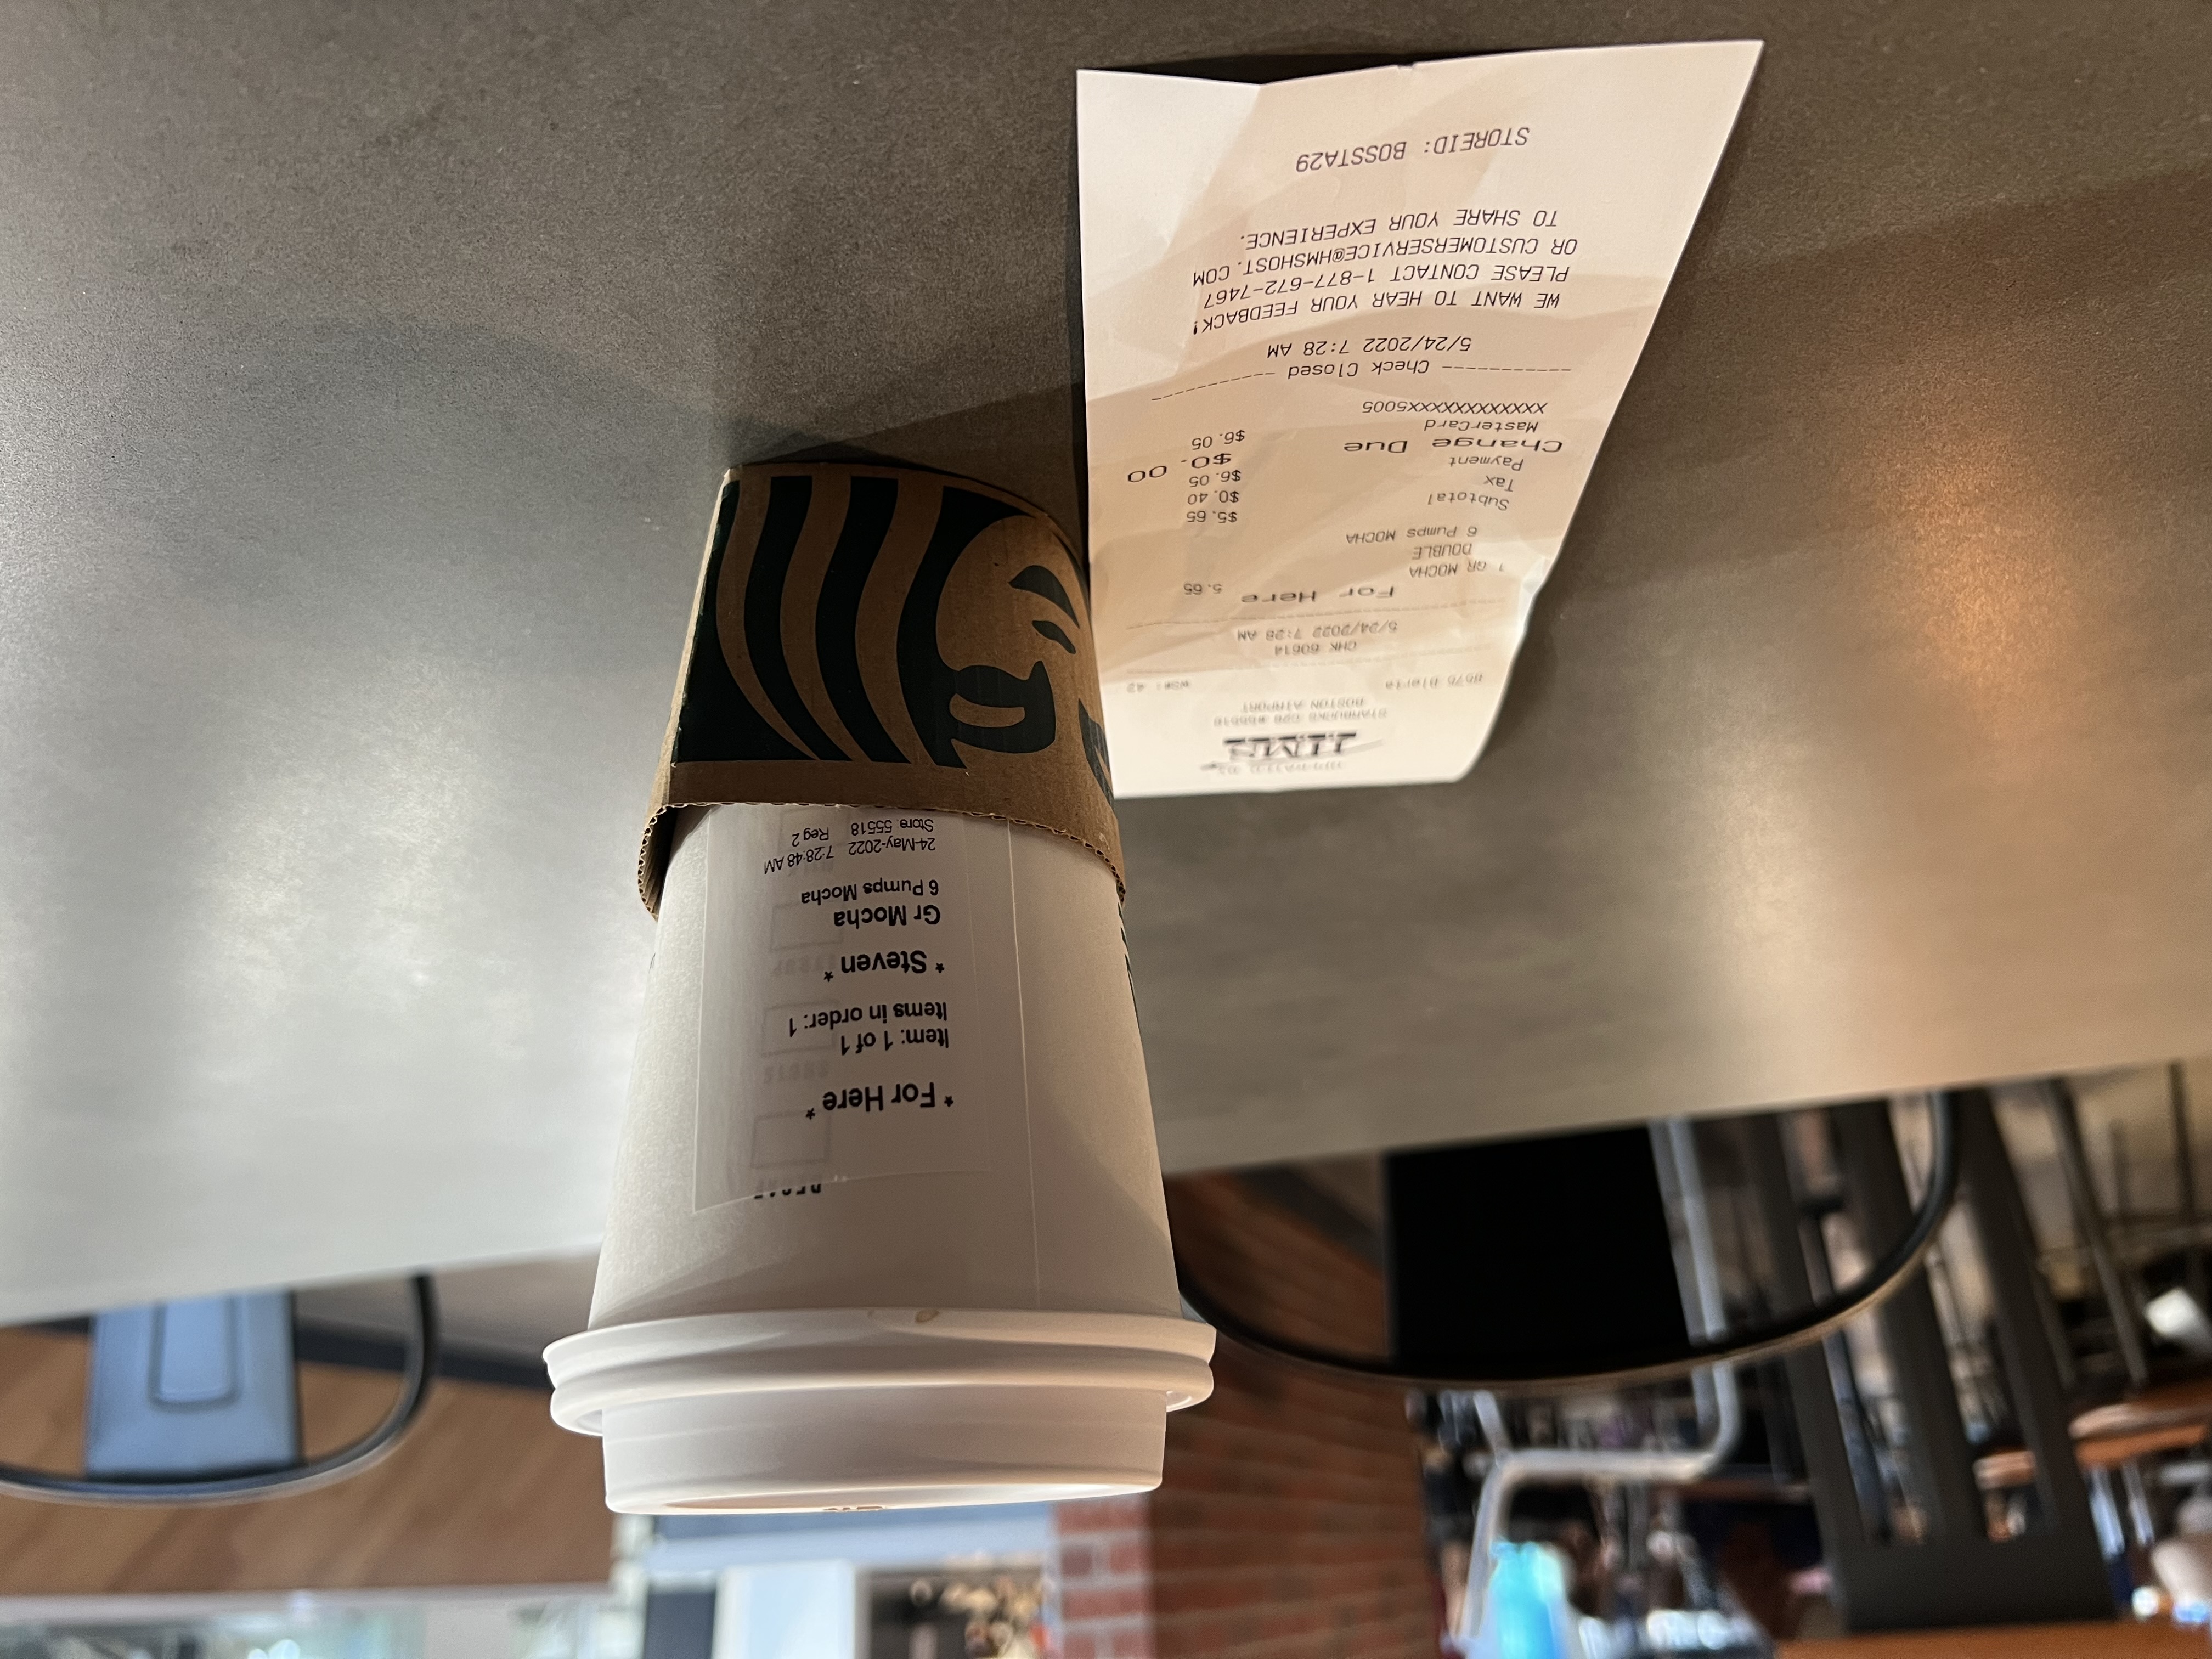 HMS
STARBUCKS C28 #55518
BOSTON AIRPORT
8676 Gloria WS#: 42
CHK 60614
5/24/2022 7:28 AM
For Here
1 GR MOCHA 5.65
DOUBLE
6 Pumps MOCHA
Subtotal $5.65
Tax $0.40
Payment $6.05
Change Due $0.00
MasterCard $6.05
XXXXXXXXXXXX5005
----------- Check Closed -----------
5/24/2022 7:28 AM
WE WANT TO HEAR YOUR FEEDBACK!
PLEASE CONTACT 1-877-672-7467
OR CUSTOMERSERVICE@HMSHOST.COM
TO SHARE YOUR EXPERIENCE.
STOREID: BOSSTA29
DECAF
* For Here *
Item: 1 of 1
Items in order: 1
* Steven *
Gr Mocha
6 Pumps Mocha
24-May-2022 7:28:48 AM
Store: 55518 Reg 2